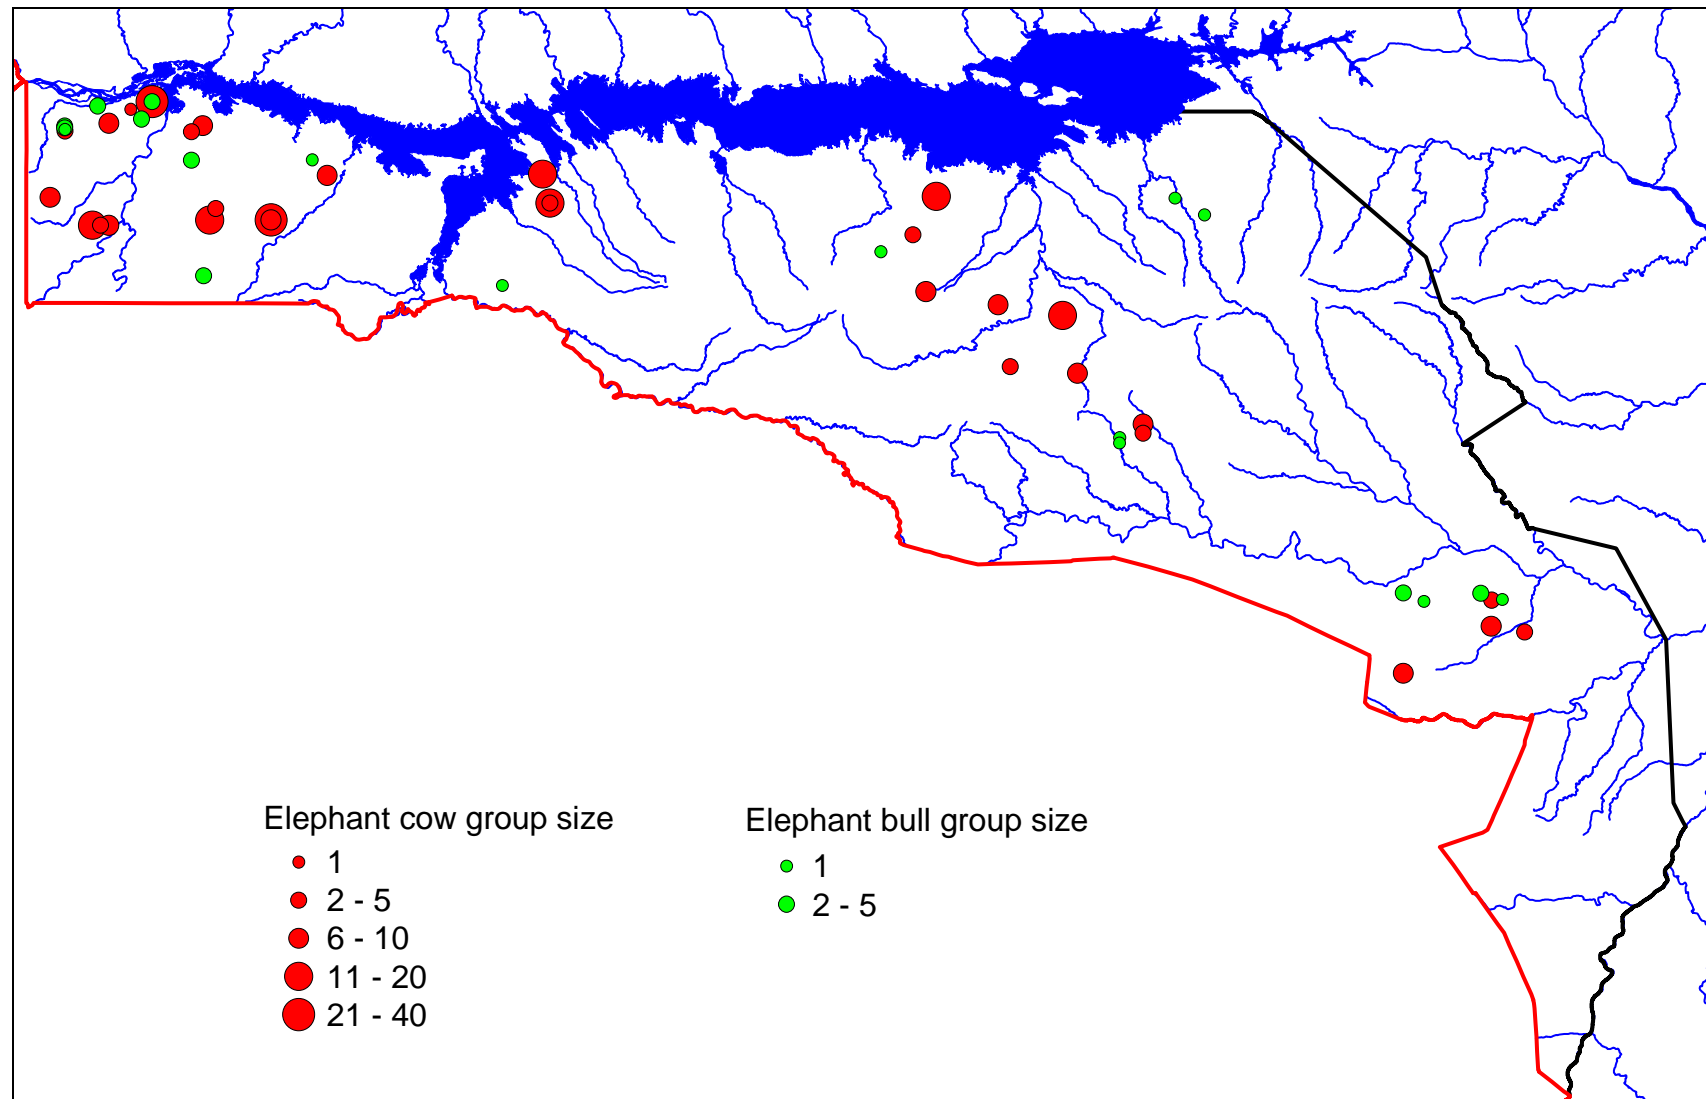 Elephant cow group size
1
2 - 5
6 - 10
11 - 20
21 - 40
Elephant bull group size
1
2 - 5